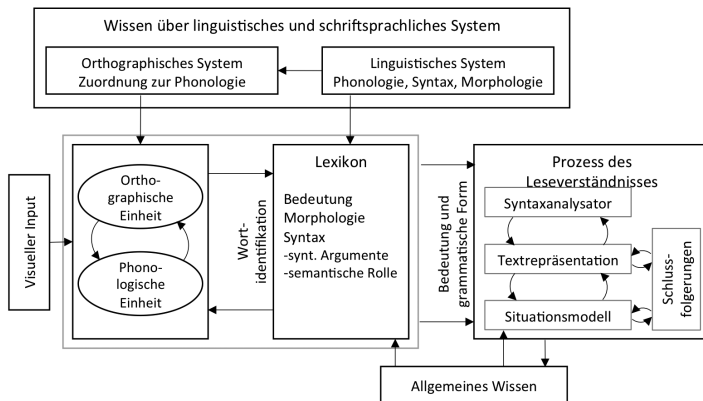 Wissen über linguistisches und schriftsprachliches System
Orthographisches System
Zuordnung zur Phonologie
Linguistisches System
Phonologie, Syntax, Morphologie
Visueller Input
Ortho-
graphische
Einheit
Phono-
logische
Einheit
Wort-
identifikation
Lexikon
Bedeutung
Morphologie
Syntax
-synt. Argumente
-semantische Rolle
Bedeutung und
grammatische Form
Prozess des
Leseverständnisses
Syntaxanalysator
Textrepräsentation
Situationsmodell
Schluss-
folgerungen
Allgemeines Wissen